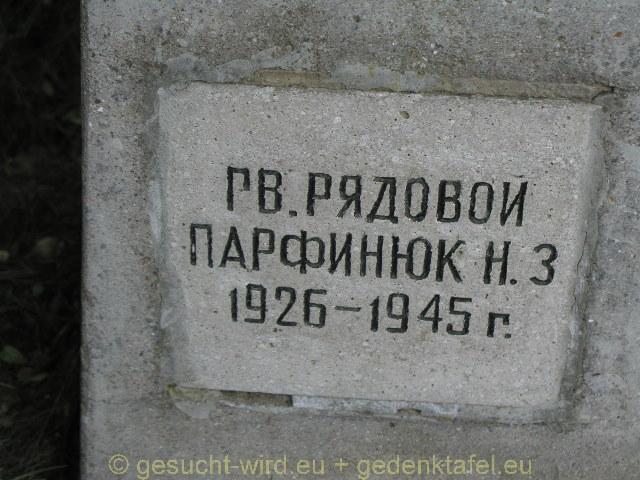 ГВ. РЯДОВОИ
ПАРФИНЮК Н. З
1926-1945 г.
© gesucht-wird.eu + gedenktafel.eu